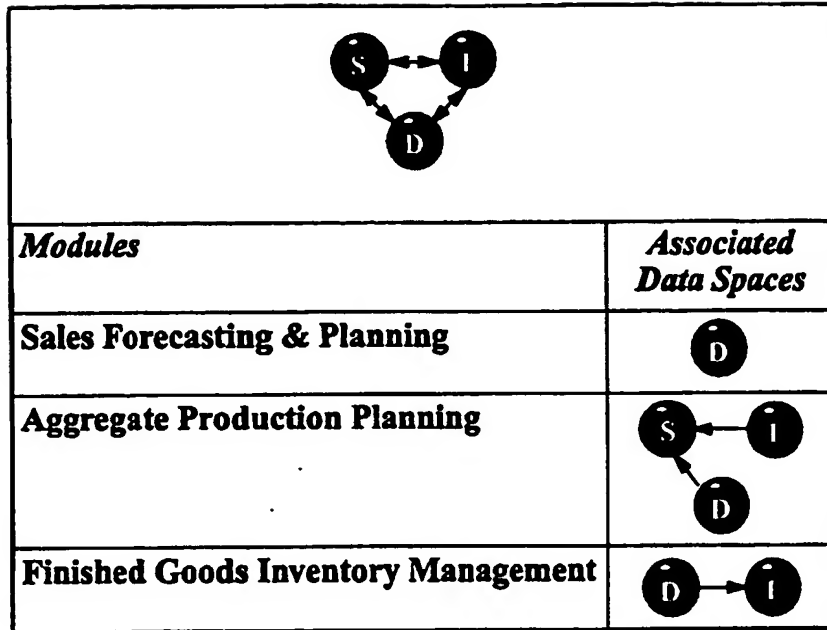 S I
D
Modules Associated
Data Spaces
Sales Forecasting & Planning D
Aggregate Production Planning S I
D
Finished Goods Inventory Management D I